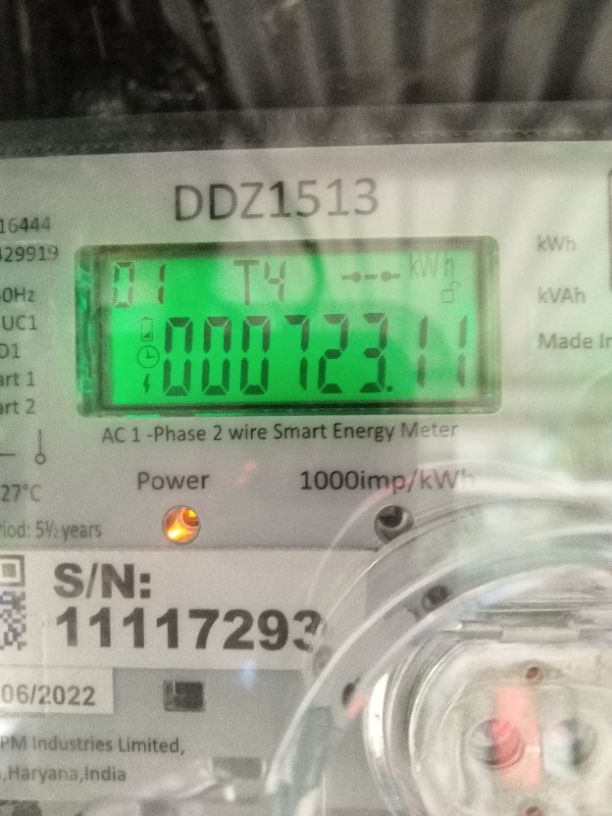 DDZ1513
16444
429919
kWh
0Hz
kVAh
UC1
Made In
D1
art 1
art 2
27°C
01 T4 kWh
000723.11
AC 1 -Phase 2 wire Smart Energy Meter
Power 1000imp/kWh
riod: 5½ years
S/N:
11117293
06/2022
PM Industries Limited,
,Haryana,India